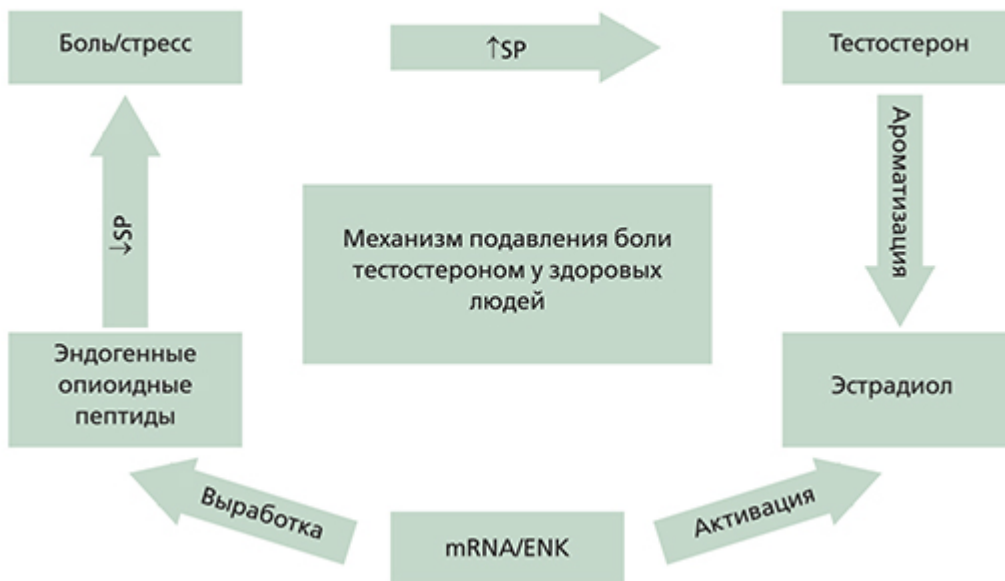 Боль/стресс
↑SP
Тестостерон
Ароматизация
↓SP
Механизм подавления боли
тестостероном у здоровых
людей
Эндогенные
опиоидные
пептиды
Эстрадиол
Выработка
Активация
mRNA/ENK